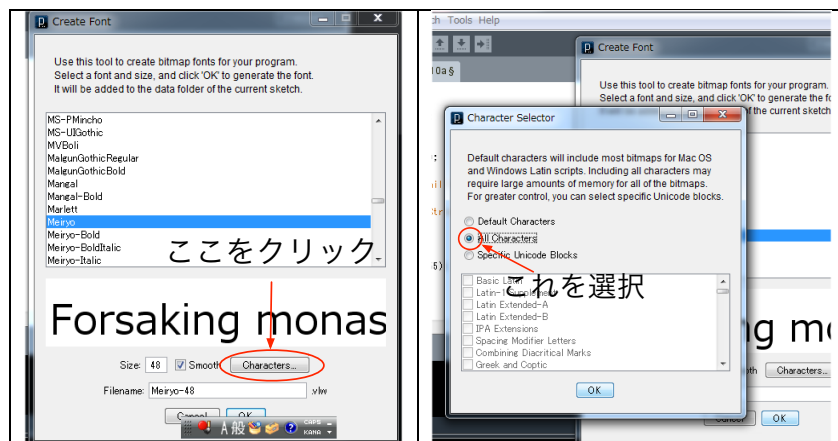 Create Font
Use this tool to create bitmap fonts for your program.
Select a font and size, and click 'OK' to generate the font.
It will be added to the data folder of the current sketch.
MS-PMincho
MS-UIGothic
MVBoli
MalgunGothicRegular
MalgunGothicBold
Mangal
Mangal-Bold
Marlett
Meiryo
Meiryo-Bold
Meiryo-BoldItalic
Meiryo-Italic
ここをクリック
Forsaking monas
Size: 48 Smooth Characters...
Filename: Meiryo-48 .vlw
Cancel OK
A 般 CAPS
KANA
Tools Help
10a§
Create Font
Use this tool to create bitmap fonts for your program.
Select a font and size, and click 'OK' to generate the fo
of the current sketch
Character Selector
Default characters will include most bitmaps for Mac OS
and Windows Latin scripts. Including all characters may
require large amounts of memory for all of the bitmaps.
For greater control, you can select specific Unicode blocks.
Default Characters
All Characters
Specific Unicode Blocks
これを選択
Basic Latin
Latin-1 Supplement
Latin Extended-A
Latin Extended-B
IPA Extensions
Spacing Modifier Letters
Combining Diacritical Marks
Greek and Coptic
OK
g m
Characters...
OK